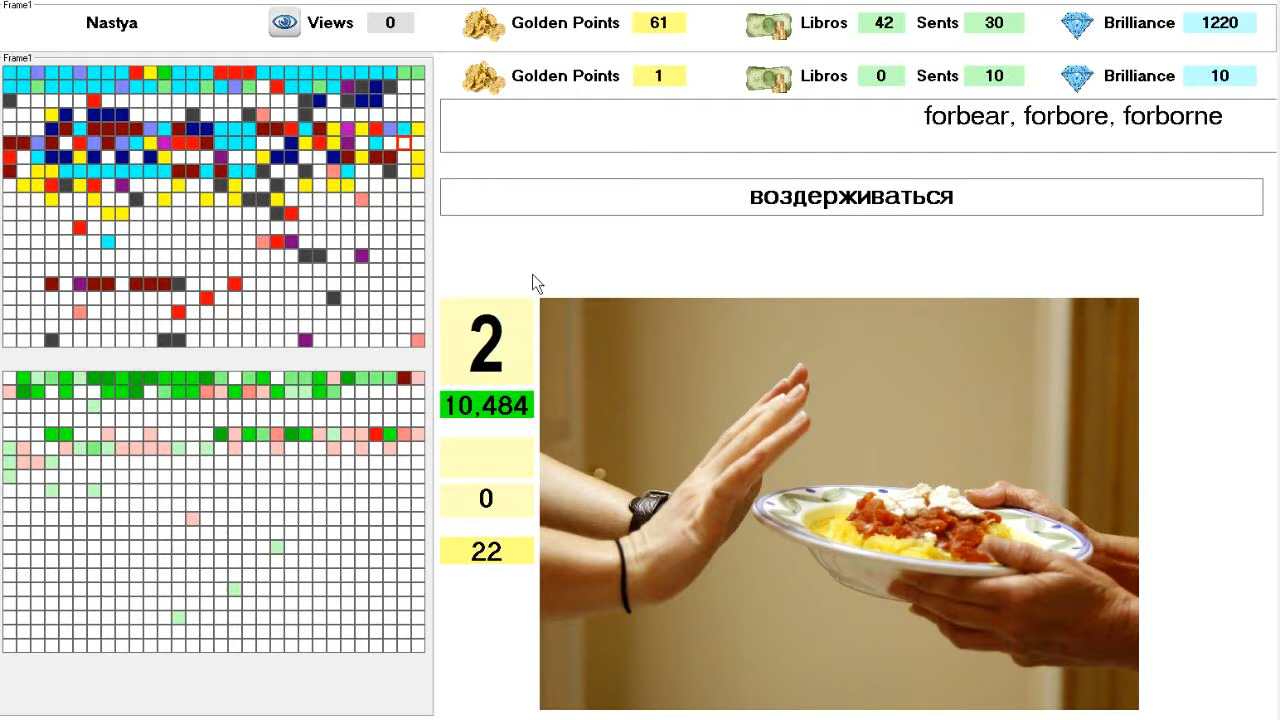 Frame1
Nastya Views 0 Golden Points 61 Libros 42 Sents 30 Brilliance 1220
Frame1
Golden Points 1 Libros 0 Sents 10 Brilliance 10
forbear, forbore, forborne
воздерживаться
2
10,484
0
22